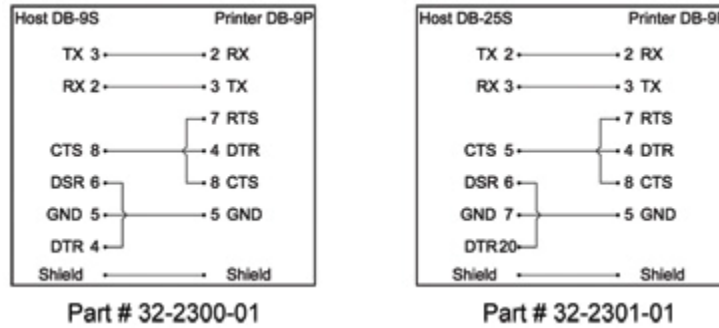 Host DB-9S Printer DB-9P
TX 3 2 RX
RX 2 3 TX
7 RTS
CTS 8 4 DTR
DSR 6 8 CTS
GND 5 5 GND
DTR 4
Shield Shield
Part # 32-2300-01
Host DB-25S Printer DB-9
TX 2 2 RX
RX 3 3 TX
7 RTS
CTS 5 4 DTR
DSR 6 8 CTS
GND 7 5 GND
DTR 20
Shield Shield
Part # 32-2301-01